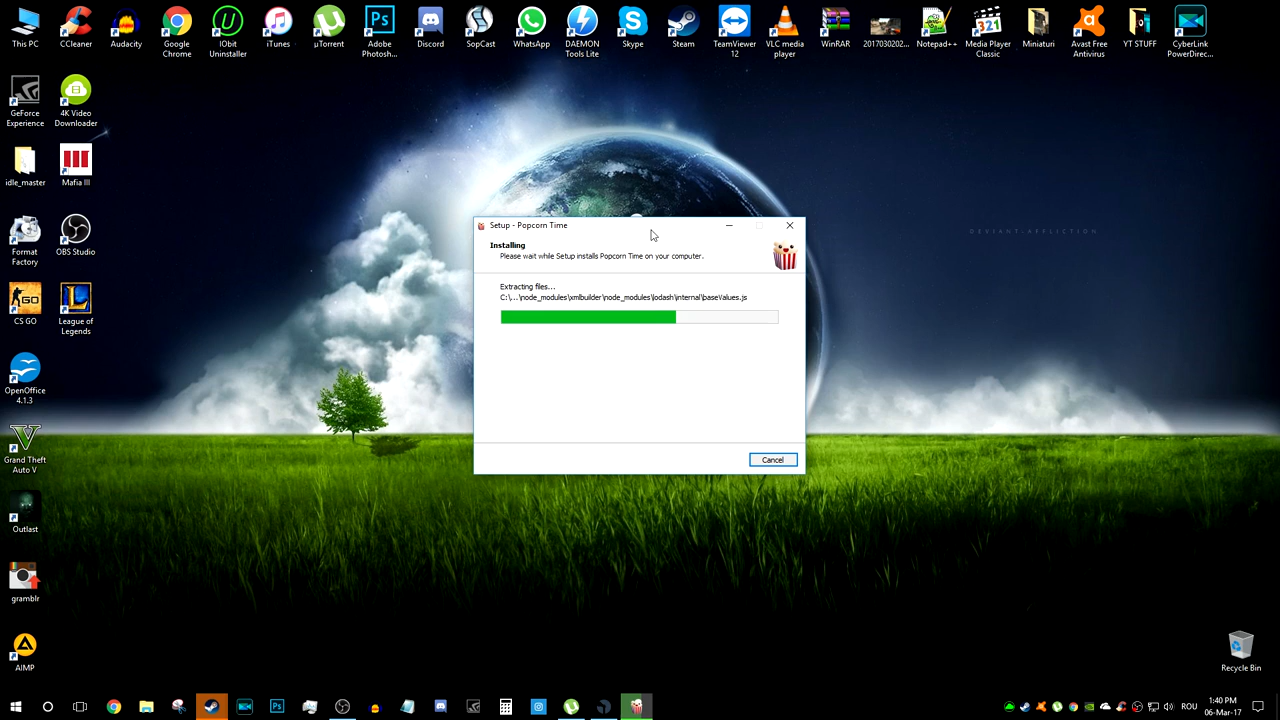 This PC
CCleaner
Audacity
Google
Chrome
IObit
Uninstaller
iTunes
µTorrent
Adobe
Photosh...
Discord
SopCast
WhatsApp
DAEMON
Tools Lite
Skype
Steam
TeamViewer
12
VLC media
player
WinRAR
2017030202...
Notepad++
Media Player
Classic
Miniaturi
Avast Free
Antivirus
YT STUFF
CyberLink
PowerDirec...
GeForce
Experience
4K Video
Downloader
idle_master
Mafia III
Format
Factory
OBS Studio
CS GO
League of
Legends
OpenOffice
4.1.3
Grand Theft
Auto V
Outlast
gramblr
AIMP
Recycle Bin
DEVIANT-AFFLICTION
Setup - Popcorn Time
Installing
Please wait while Setup installs Popcorn Time on your computer.
Extracting files...
C:\...\node_modules\xmlbuilder\node_modules\lodash\internal\baseValues.js
Cancel
ROU
1:40 PM
06-Mar-17